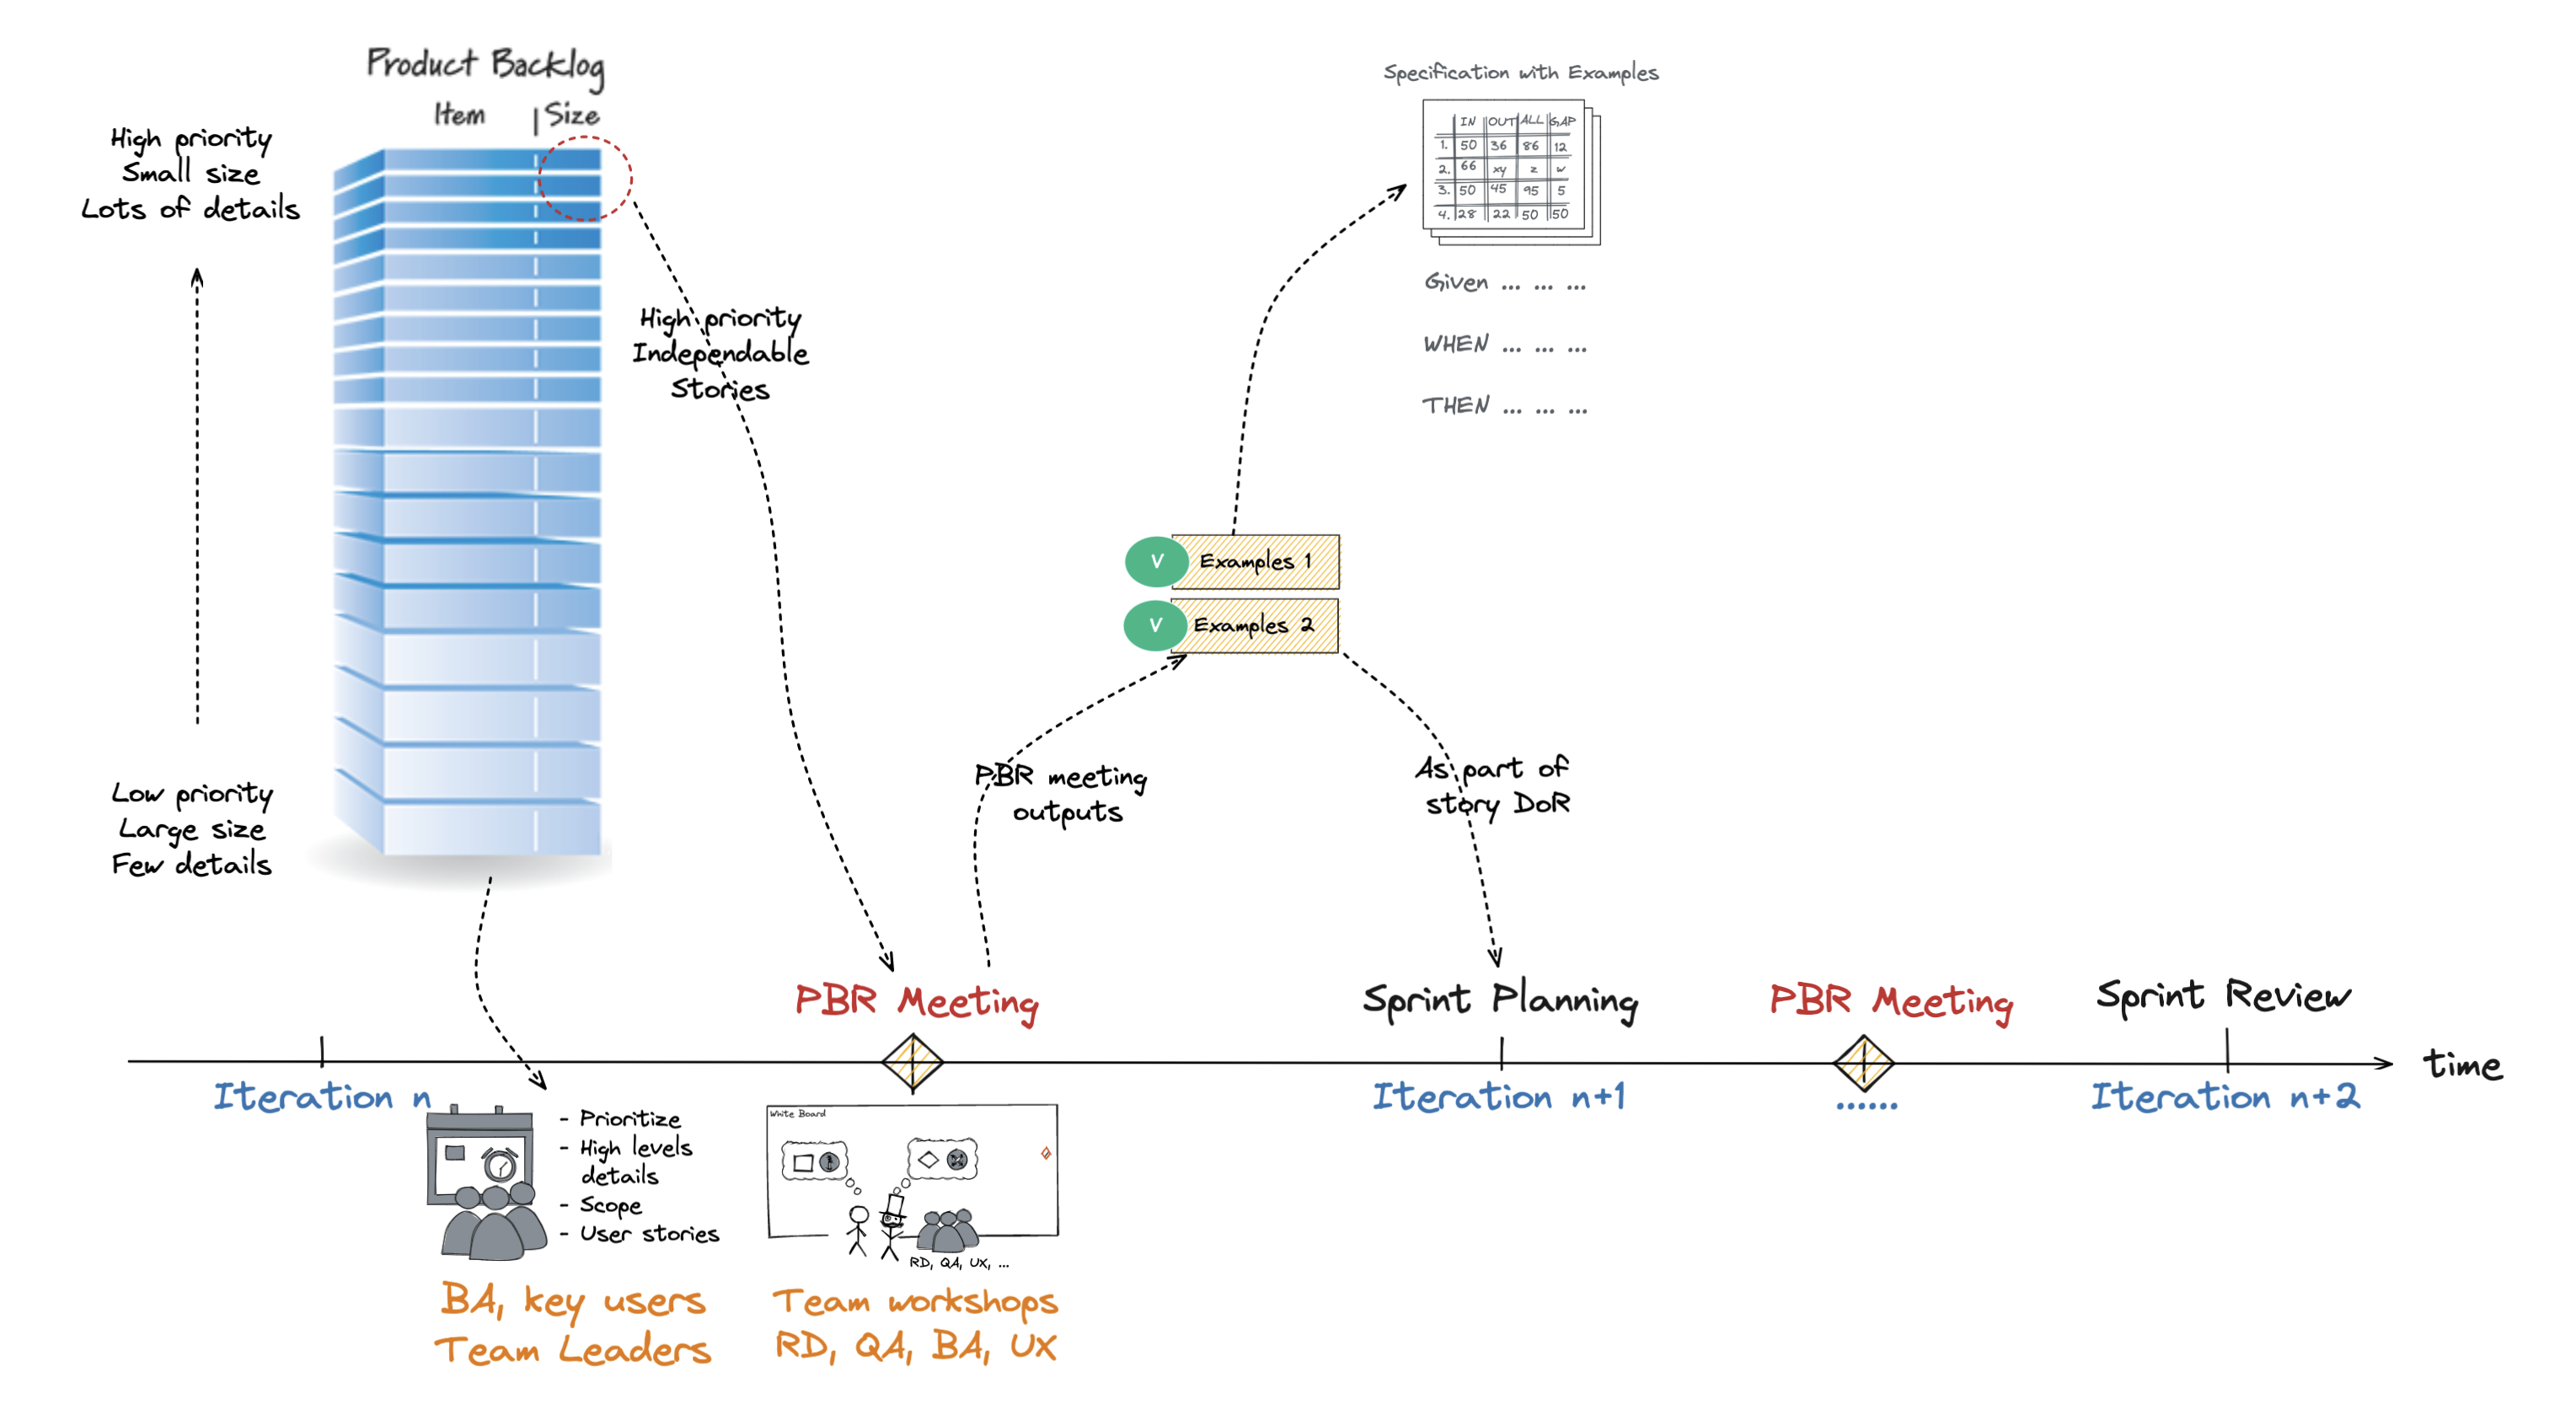 Product Backlog
Item | Size
High priority
Small size
Lots of details
Low priority
Large size
Few details
High priority
Independable
Stories
Specification with Examples
IN OUT ALL GAP
1. 50 36 86 12
2. 66 xy z w
3. 50 45 95 5
4. 28 22 50 50
Given ... ... ...
WHEN ... ... ...
THEN ... ... ...
V Examples 1
V Examples 2
PBR meeting
outputs
As part of
story DoR
PBR Meeting
Sprint Planning
PBR Meeting
Sprint Review
time
Iteration n
Iteration n+1
......
Iteration n+2
- Prioritize
- High levels
details
- Scope
- User stories
White Board
RD, QA, UX, ...
BA, key users
Team Leaders
Team workshops
RD, QA, BA, UX